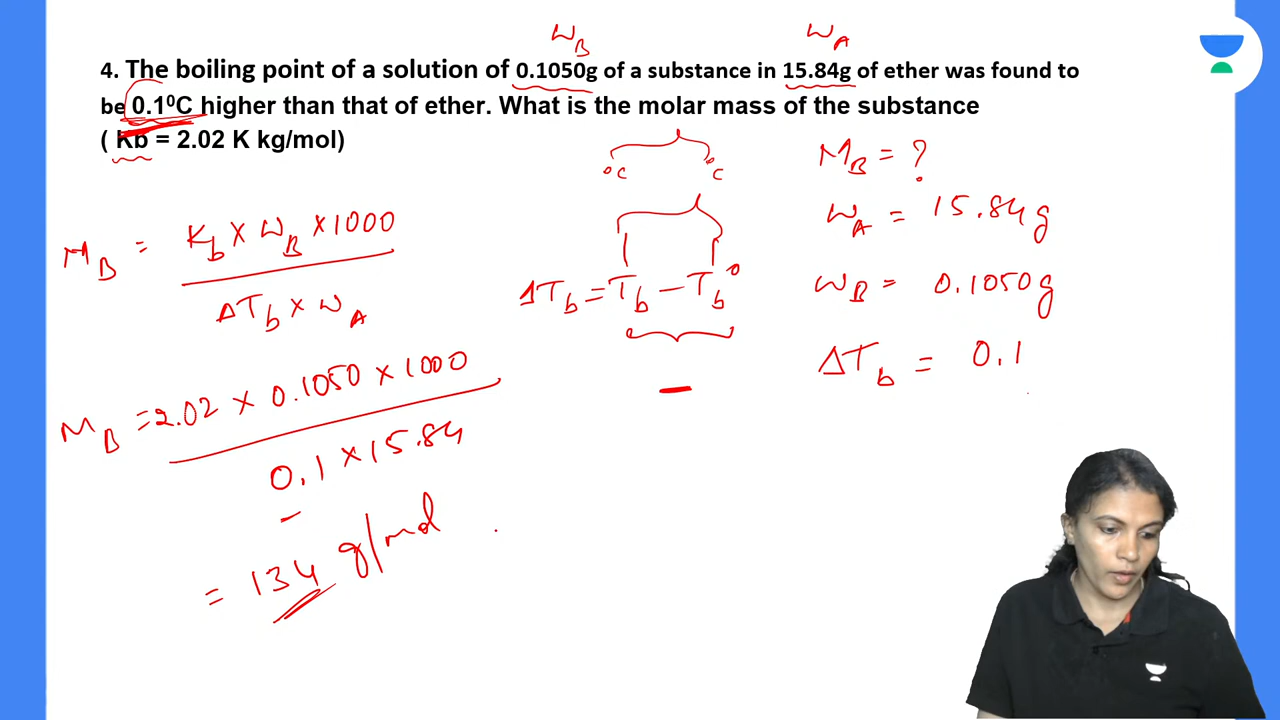 W_B W_A
4. The boiling point of a solution of 0.1050g of a substance in 15.84g of ether was found to
be 0.1⁰C higher than that of ether. What is the molar mass of the substance
( Kb = 2.02 K kg/mol)
°C °C
M_B = ?
W_A = 15.84g
M_B = K_b × W_B × 1000
ΔT_b × W_A
ΔT_b = T_b – T_b°
W_B = 0.1050g
ΔT_b = 0.1
M_B = 2.02 × 0.1050 × 1000
0.1 × 15.84
= 134 g/mol